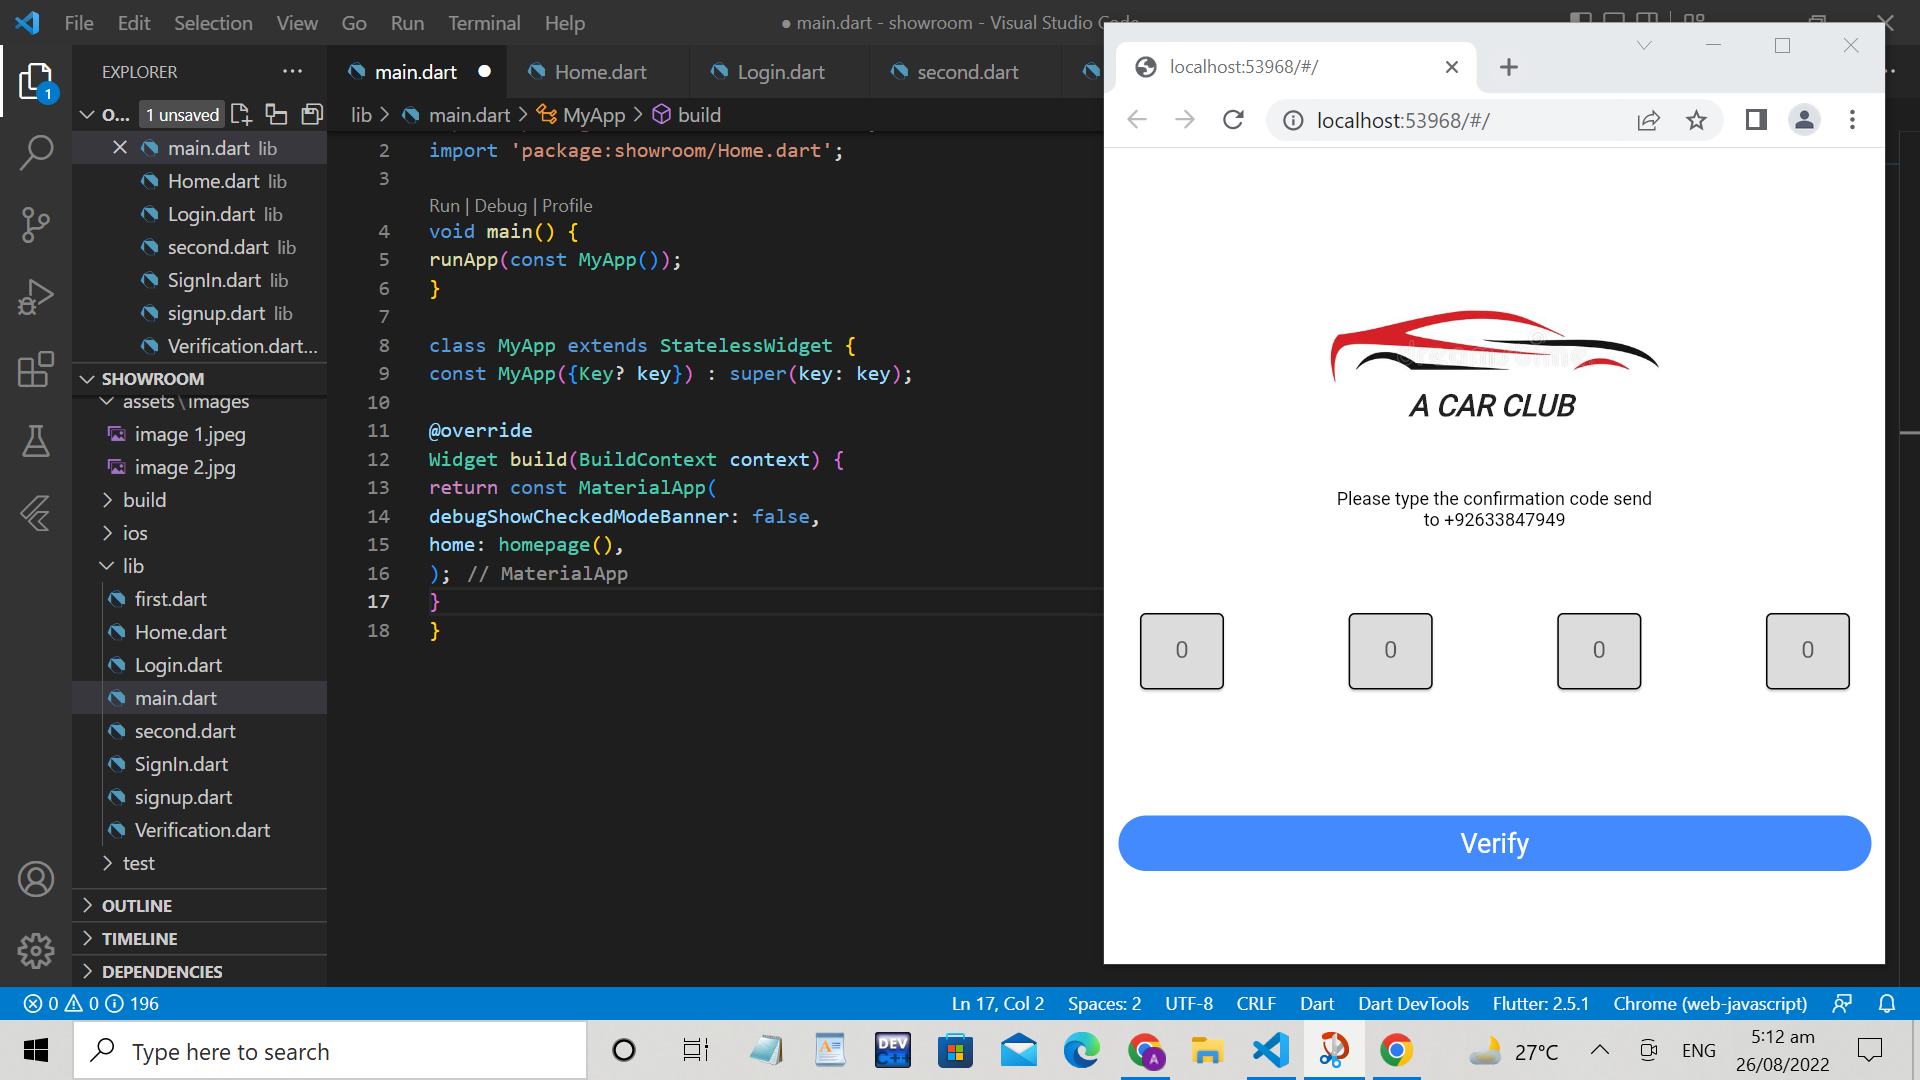 File Edit Selection View Go Run Terminal Help
● main.dart - showroom - Visual Studio Code
EXPLORER
O... 1 unsaved
main.dart lib
Home.dart lib
Login.dart lib
second.dart lib
SignIn.dart lib
signup.dart lib
Verification.dart...
SHOWROOM
assets\images
image 1.jpeg
image 2.jpg
build
ios
lib
first.dart
Home.dart
Login.dart
main.dart
second.dart
SignIn.dart
signup.dart
Verification.dart
test
OUTLINE
TIMELINE
DEPENDENCIES
1
main.dart Home.dart Login.dart second.dart
lib > main.dart > MyApp > build
2 import 'package:showroom/Home.dart';
3
Run | Debug | Profile
4 void main() {
5 runApp(const MyApp());
6 }
7
8 class MyApp extends StatelessWidget {
9 const MyApp({Key? key}) : super(key: key);
10
11 @override
12 Widget build(BuildContext context) {
13 return const MaterialApp(
14 debugShowCheckedModeBanner: false,
15 home: homepage(),
16 ); // MaterialApp
17 }
18 }
localhost:53968/#/
localhost:53968/#/
A CAR CLUB
Please type the confirmation code send
to +92633847949
0 0 0 0
Verify
0 0 196
Ln 17, Col 2 Spaces: 2 UTF-8 CRLF Dart Dart DevTools Flutter: 2.5.1 Chrome (web-javascript)
Type here to search
DEV
C++
A
27°C
ENG
5:12 am
26/08/2022